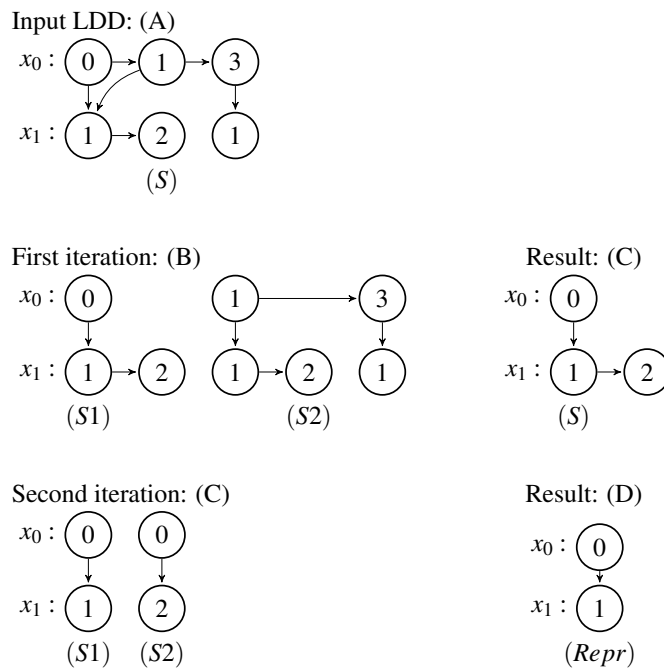 Input LDD: (A)
x₀ : 0 1 3
x₁ : 1 2 1
(S)
First iteration: (B) Result: (C)
x₀ : 0 1 3 x₀ : 0
x₁ : 1 2 1 2 1 x₁ : 1 2
(S1) (S2) (S)
Second iteration: (C) Result: (D)
x₀ : 0 0 x₀ : 0
x₁ : 1 2 x₁ : 1
(S1) (S2) (Repr)